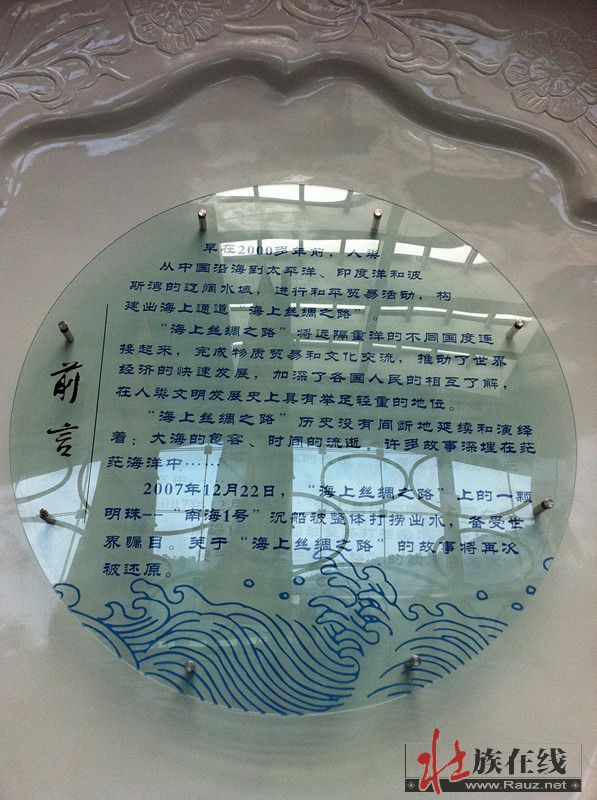 前言
早在2000多年前，人类
从中国沿海到太平洋、印度洋和波
斯湾的辽阔水域，进行和平贸易活动，构
建出海上通道“海上丝绸之路”。
“海上丝绸之路”将远隔重洋的不同国度连
接起来，完成物质贸易和文化交流，推动了世界
经济的快速发展，加深了各国人民的相互了解，
在人类文明发展史上具有举足轻重的地位。
“海上丝绸之路”历史没有间断地延续和演绎
着；大海的包容、时间的流逝，许多故事深埋在茫
茫海洋中……
2007年12月22日，“海上丝绸之路”上的一颗
明珠--“南海1号”沉船被整体打捞出水，备受世
界瞩目。关于“海上丝绸之路”的故事将再次
被还原。
壮族在线
www.Rauz.net